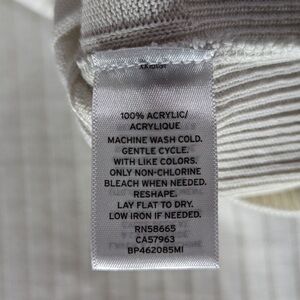 100% ACRYLIC/
ACRYLIQUE
MACHINE WASH COLD.
GENTLE CYCLE.
WITH LIKE COLORS.
ONLY NON-CHLORINE
BLEACH WHEN NEEDED.
RESHAPE.
LAY FLAT TO DRY.
LOW IRON IF NEEDED.
RN58665
CA57963
BP462085MI